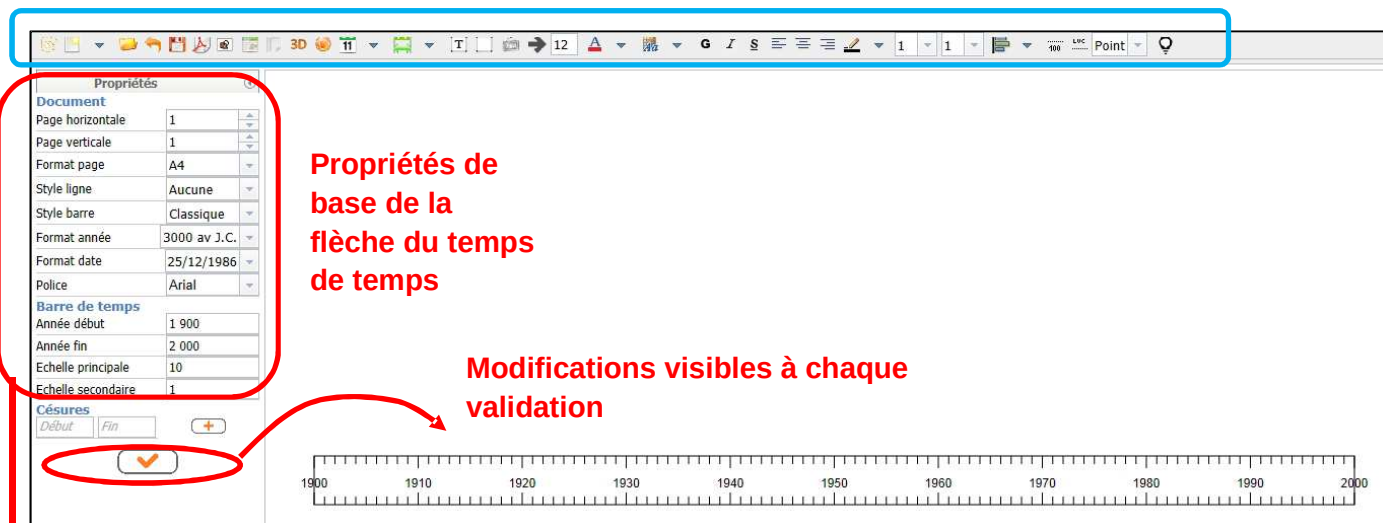 3D 11 T 12 A G I S 1 1 100 Point
Propriétés
Document
Page horizontale 1
Page verticale 1
Format page A4
Style ligne Aucune
Style barre Classique
Format année 3000 av J.C.
Format date 25/12/1986
Police Arial
Barre de temps
Année début 1 900
Année fin 2 000
Echelle principale 10
Echelle secondaire 1
Césures
Début Fin
Propriétés de
base de la
flèche du temps
de temps
Modifications visibles à chaque
validation
1900 1910 1920 1930 1940 1950 1960 1970 1980 1990 2000